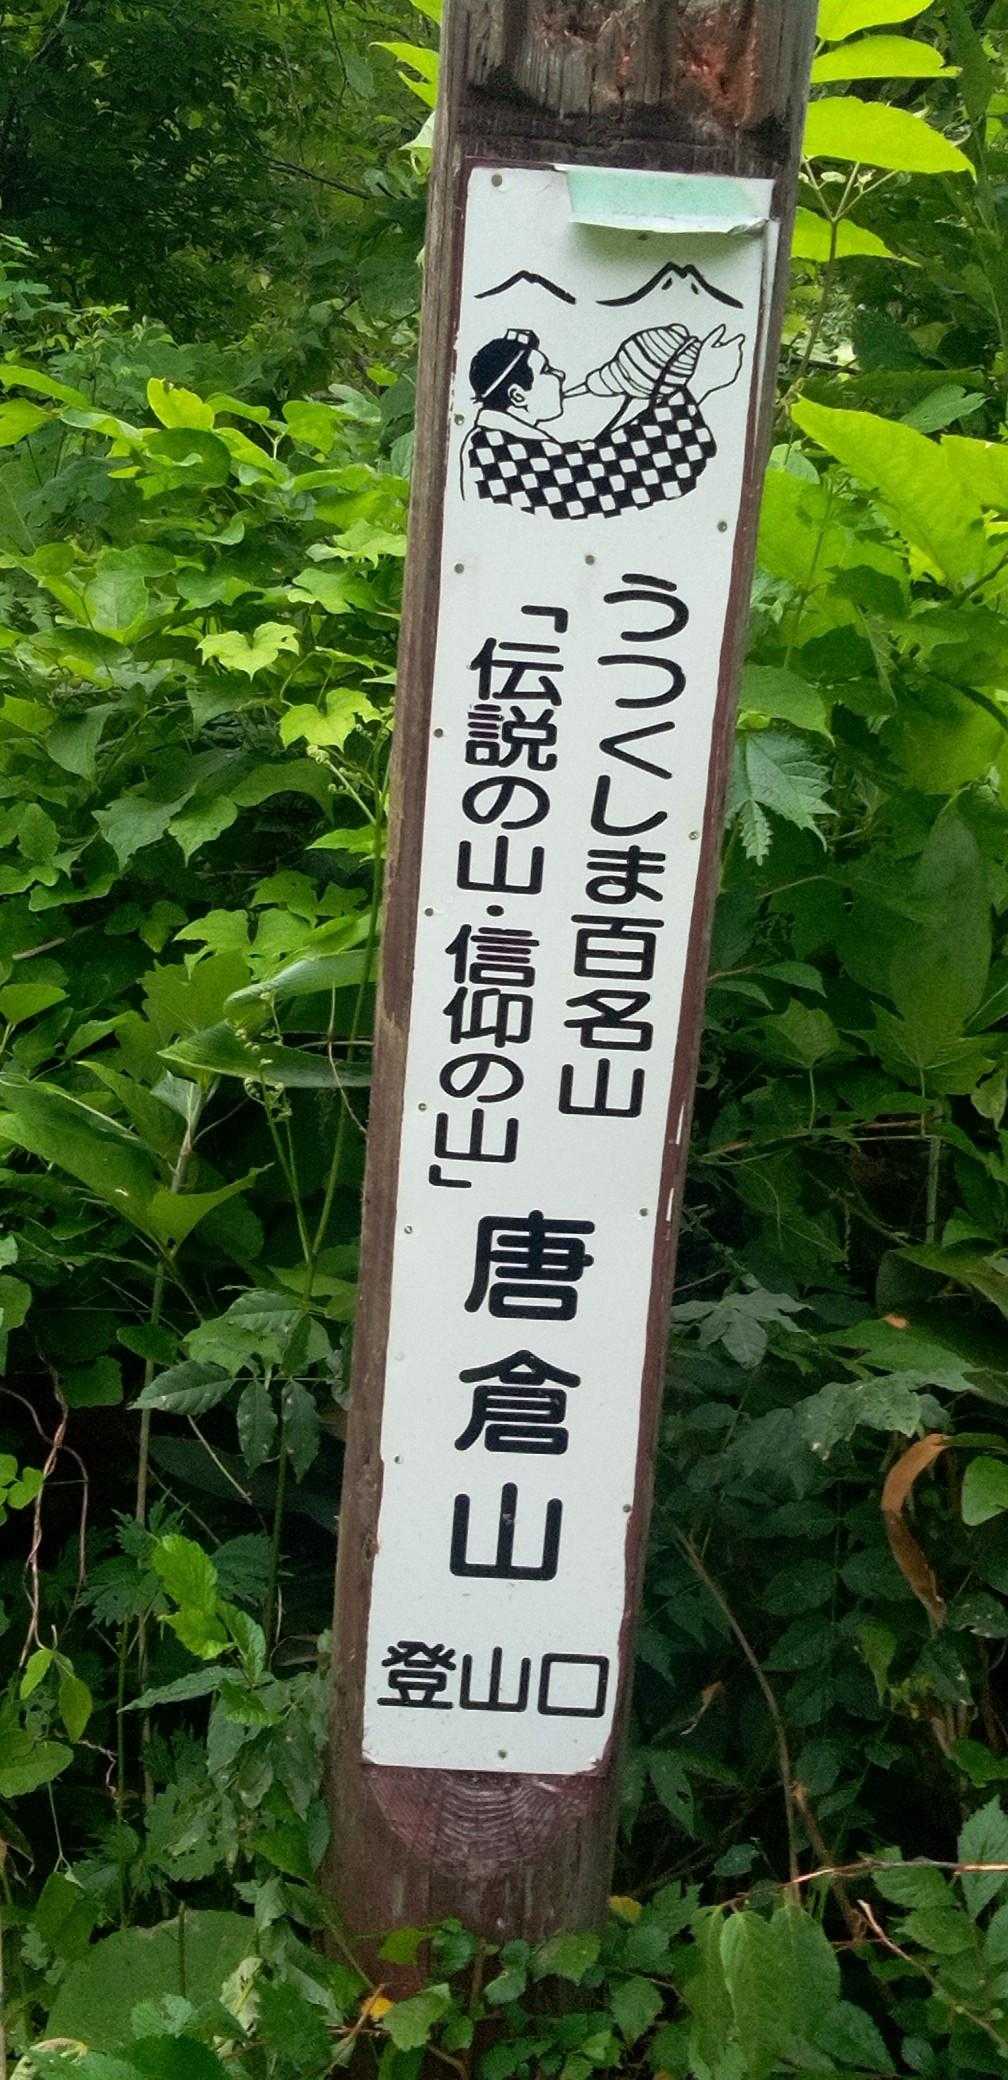 うつくしま百名山
「伝説の山・信仰の山」
唐倉山
登山口